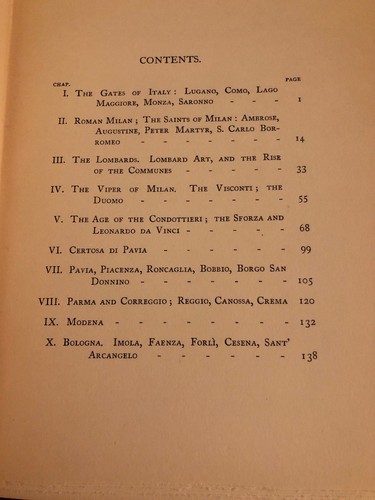 CONTENTS.
CHAP. PAGE
I. The Gates of Italy : Lugano, Como, Lago
Maggiore, Monza, Saronno - - - 1
II. Roman Milan ; The Saints of Milan : Ambrose,
Augustine, Peter Martyr, S. Carlo Bor-
romeo - - - - - - - 14
III. The Lombards. Lombard Art, and the Rise
of the Communes - - - - - 33
IV. The Viper of Milan. The Visconti ; the
Duomo - - - - - - - 55
V. The Age of the Condottieri ; the Sforza and
Leonardo da Vinci - - - - - 68
VI. Certosa di Pavia - - - - - 99
VII. Pavia, Piacenza, Roncaglia, Bobbio, Borgo San
Donnino - - - - - - - 105
VIII. Parma and Correggio ; Reggio, Canossa, Crema 120
IX. Modena - - - - - - - - 132
X. Bologna. Imola, Faenza, Forlì, Cesena, Sant'
Arcangelo - - - - - - 138